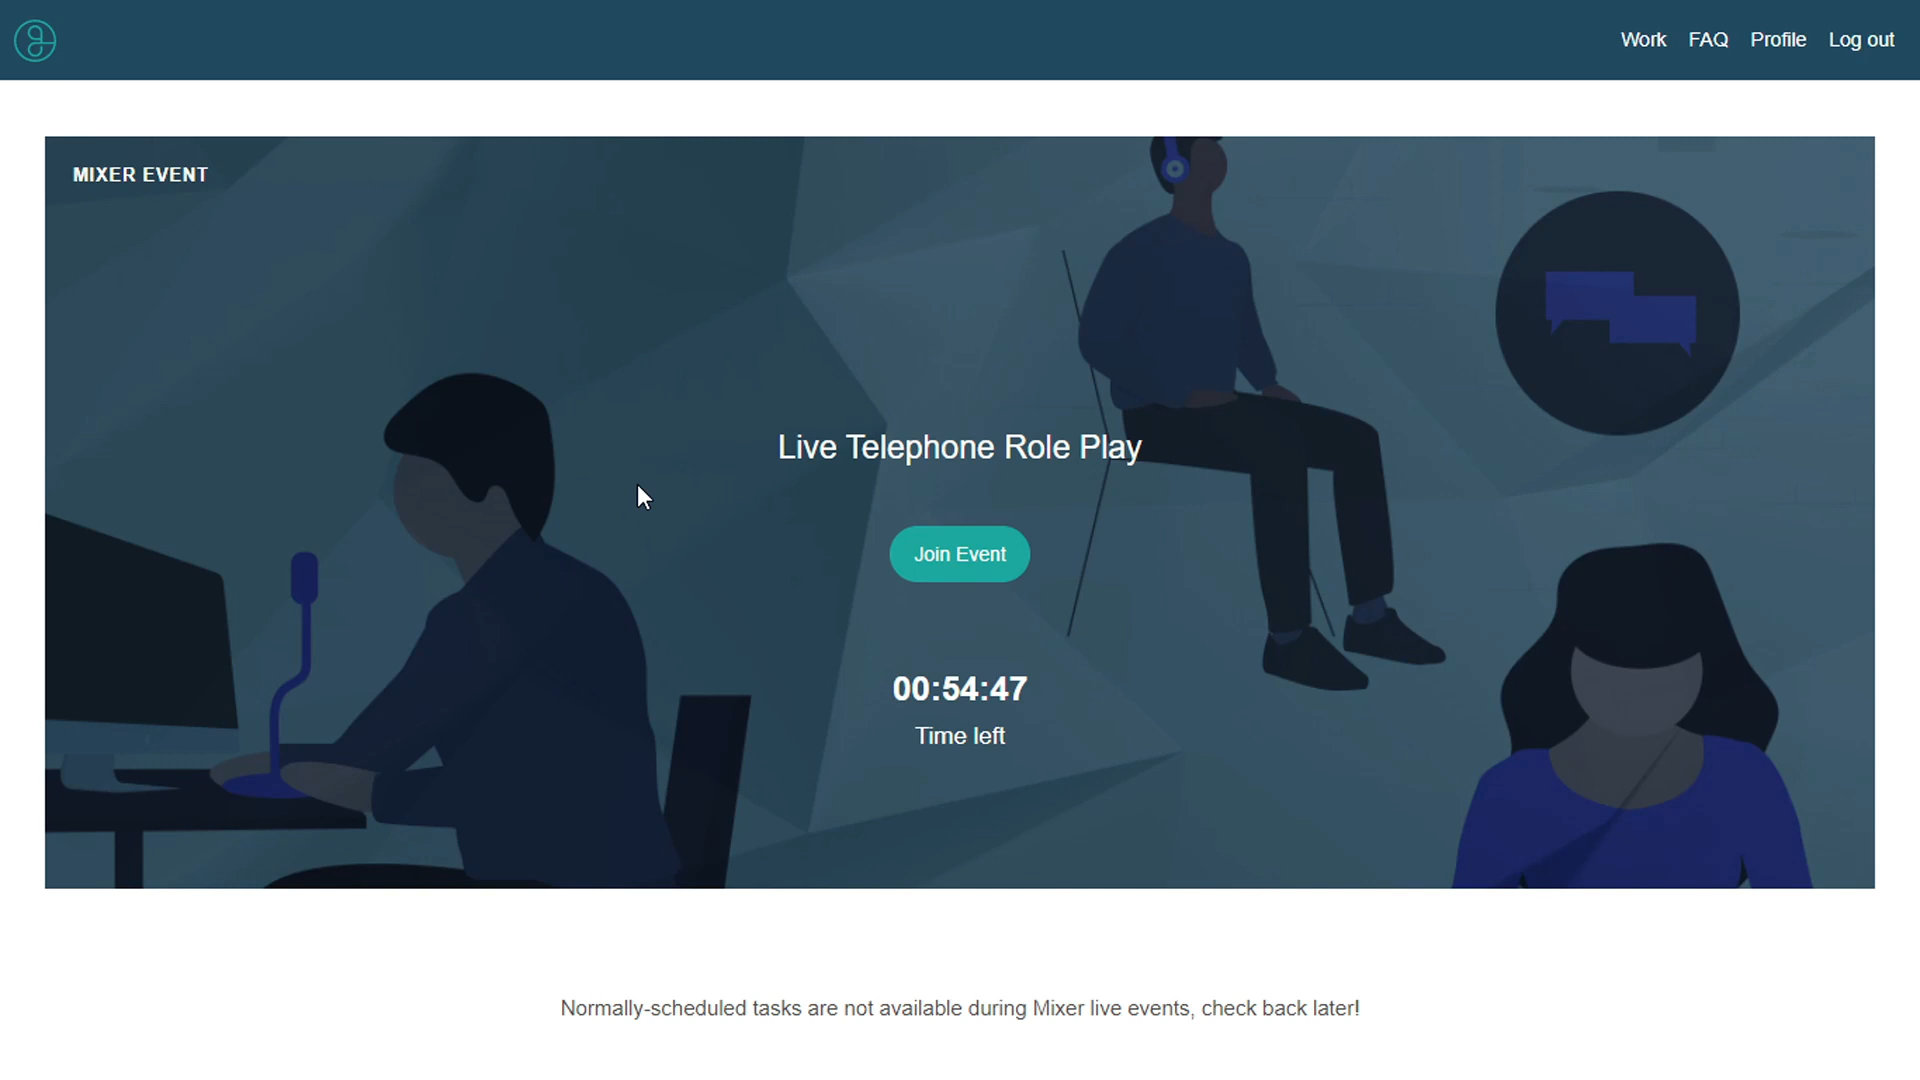 Work FAQ Profile Log out
MIXER EVENT
Live Telephone Role Play
Join Event
00:54:47
Time left
Normally-scheduled tasks are not available during Mixer live events, check back later!